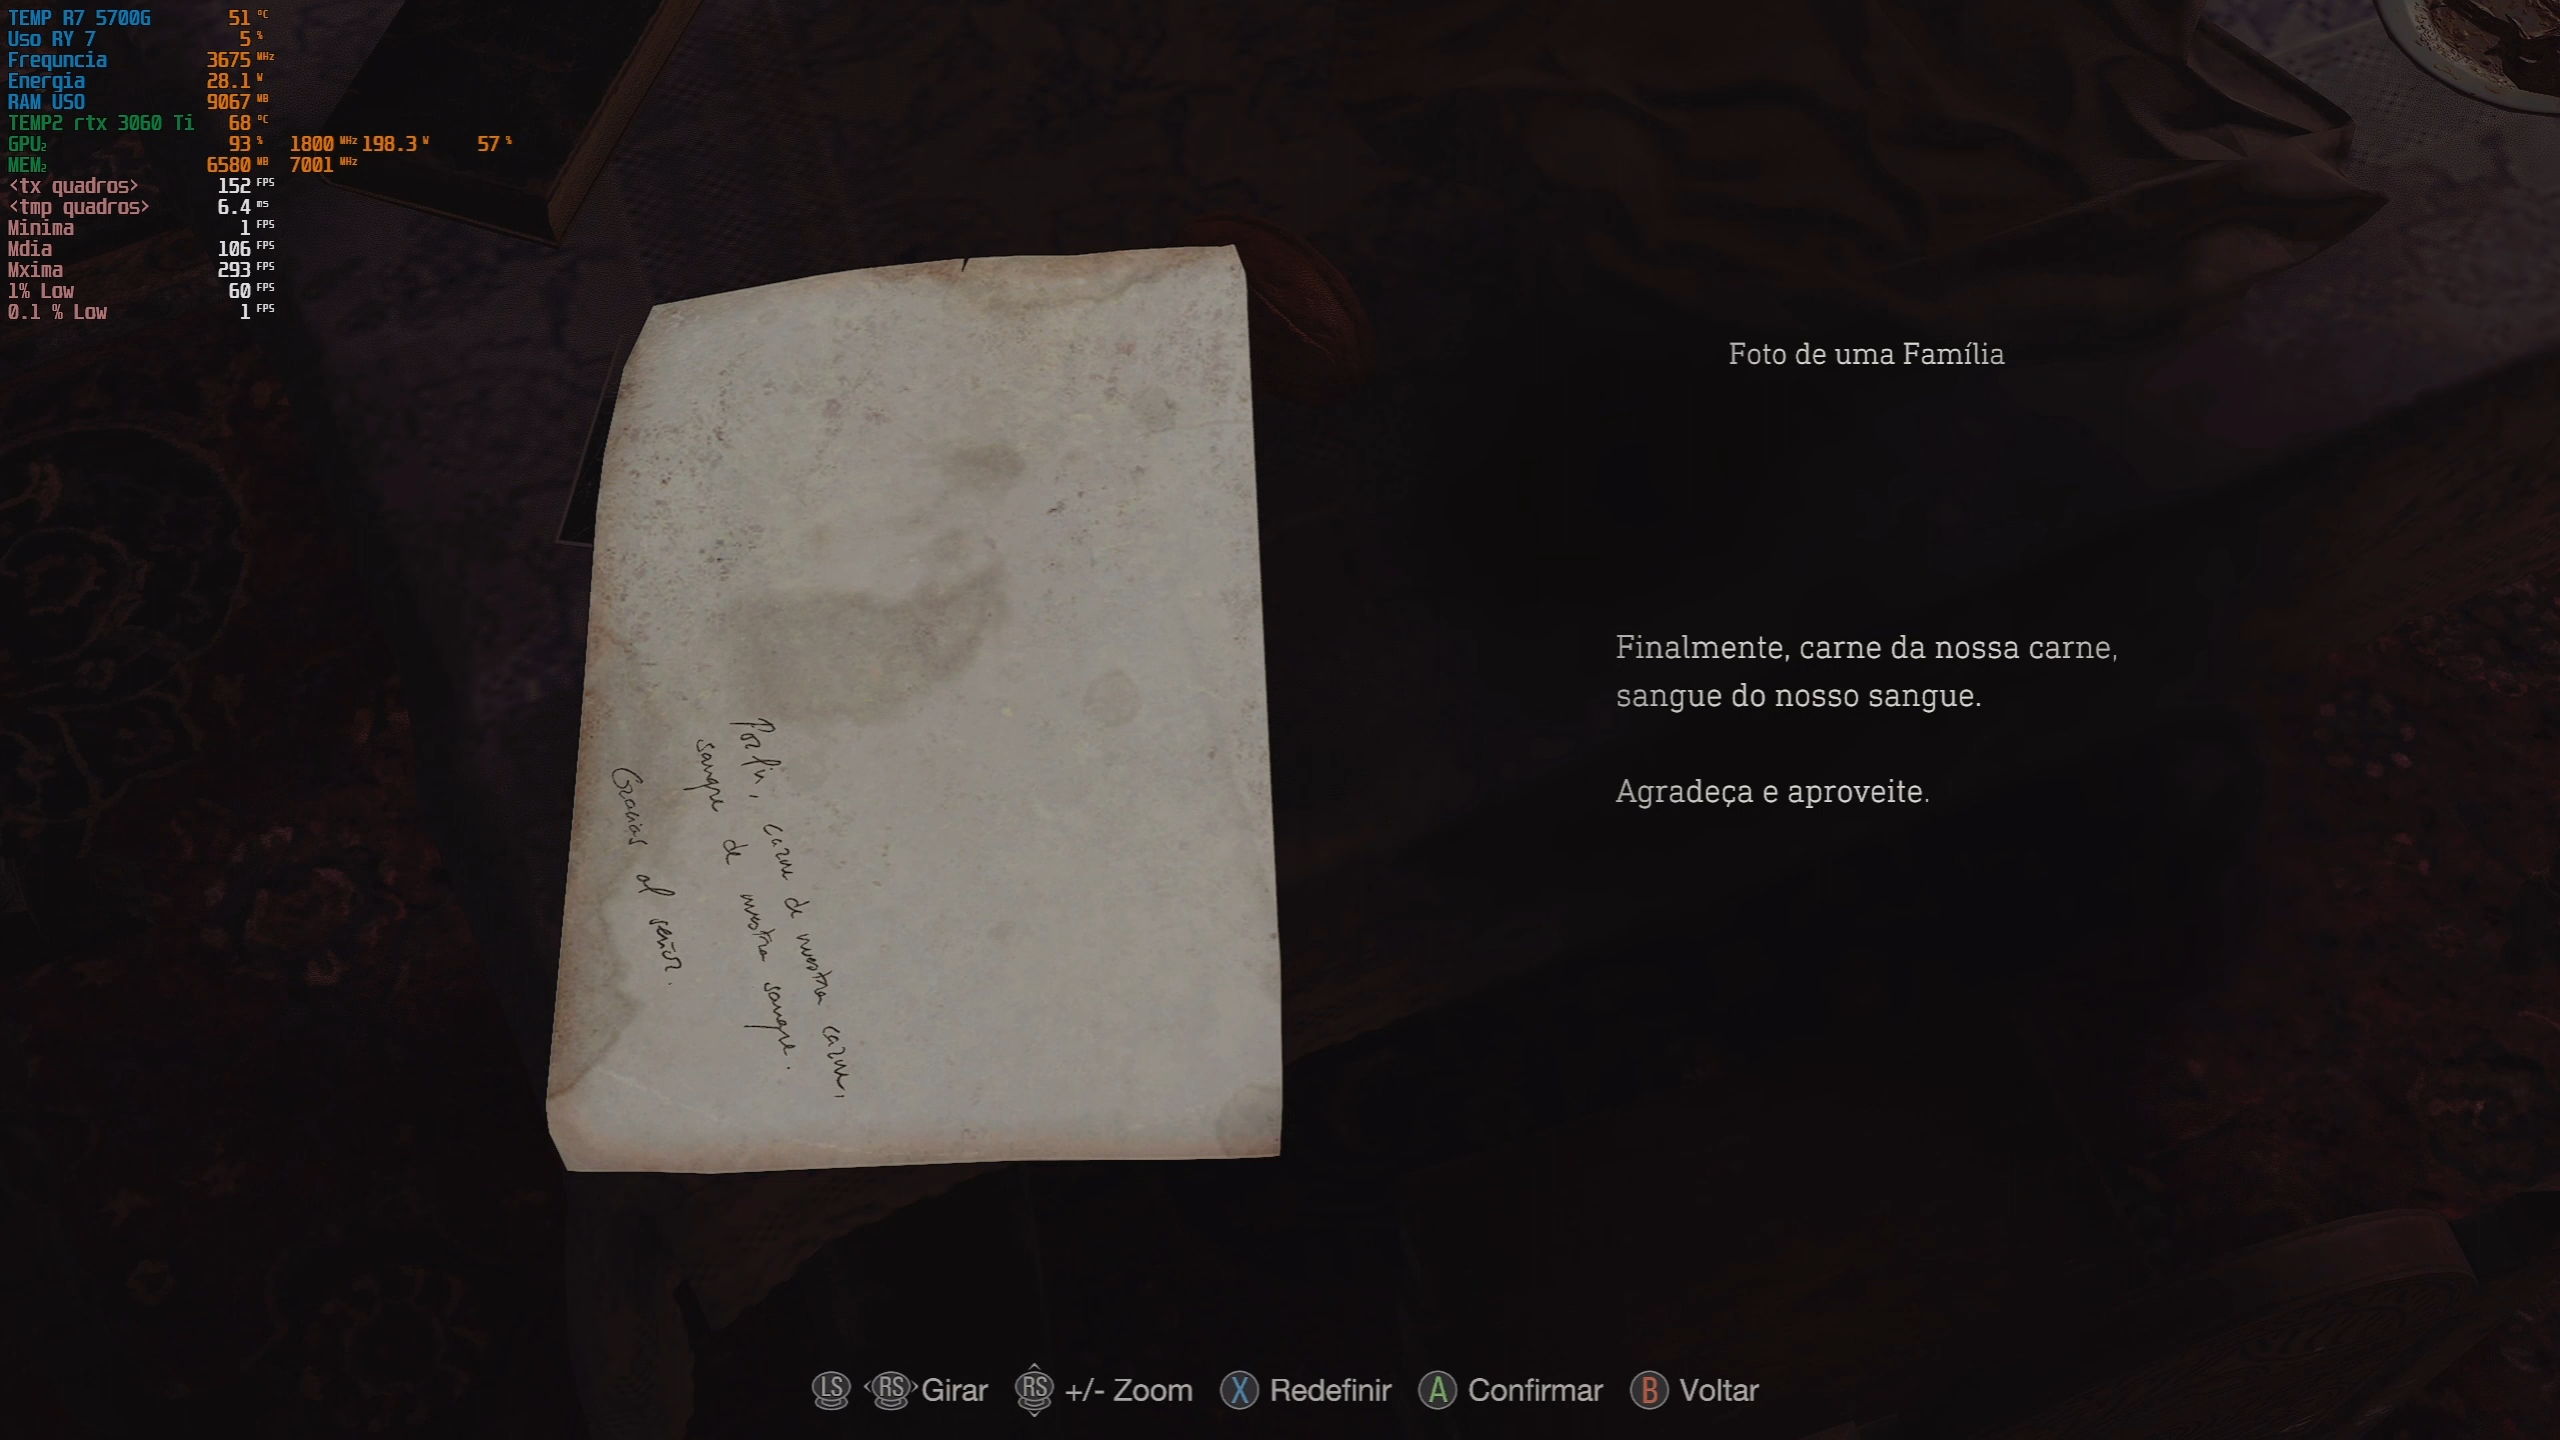 TEMP R7 5700G 51 °C
Uso RY 7 5 %
Frequncia 3675 MHz
Energia 28.1 W
RAM USO 9067 MB
TEMP2 rtx 3060 Ti 68 °C
GPU₂ 93 % 1800 MHz 198.3 W 57 %
MEM₂ 6580 MB 7001 MHz
<tx quadros> 152 FPS
<tmp quadros> 6.4 ms
Minima 1 FPS
Mdia 106 FPS
Mxima 293 FPS
1% Low 60 FPS
0.1 % Low 1 FPS
Por fin, carne de nuestra carne,
sangre de nuestra sangre.
Gracias al señor.
Foto de uma Família
Finalmente, carne da nossa carne,
sangue do nosso sangue.
Agradeça e aproveite.
LS <RS> Girar RS +/- Zoom X Redefinir A Confirmar B Voltar